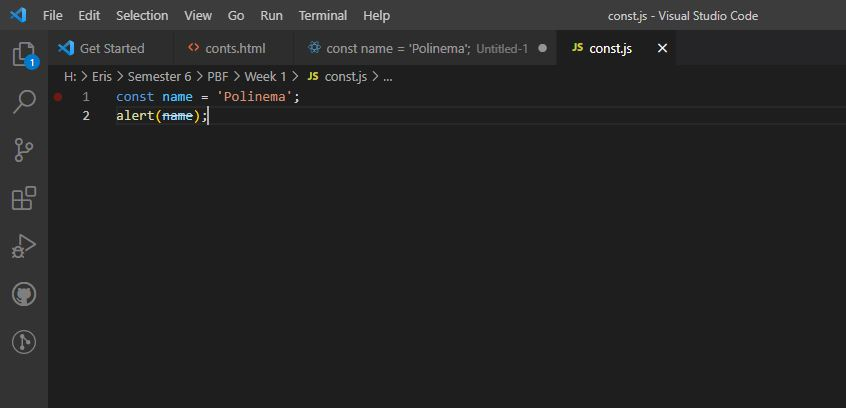 File Edit Selection View Go Run Terminal Help const.js - Visual Studio Code
Get Started conts.html const name = 'Polinema'; Untitled-1 JS const.js
H: > Eris > Semester 6 > PBF > Week 1 > JS const.js > ...
1 const name = 'Polinema';
2 alert(name);
1